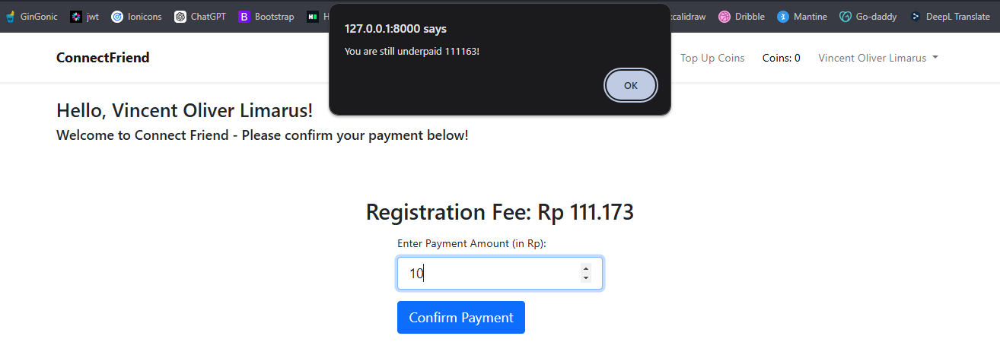 GinGonic jwt Ionicons ChatGPT Bootstrap Dribble Mantine Go-daddy DeepL Translate
127.0.0.1:8000 says
You are still underpaid 111163!
OK
ConnectFriend Top Up Coins Coins: 0 Vincent Oliver Limarus
Hello, Vincent Oliver Limarus!
Welcome to Connect Friend - Please confirm your payment below!
Registration Fee: Rp 111.173
Enter Payment Amount (in Rp):
10
Confirm Payment